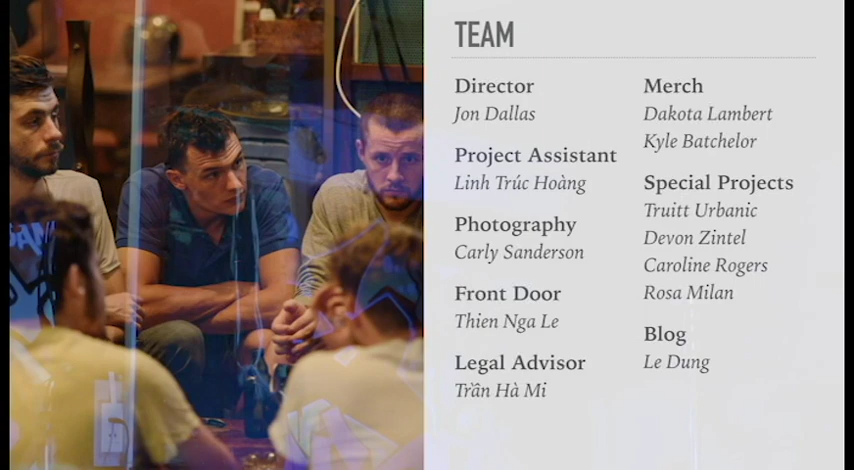 TEAM
Director
Jon Dallas
Project Assistant
Linh Trúc Hoàng
Photography
Carly Sanderson
Front Door
Thien Nga Le
Legal Advisor
Trần Hà Mi
Merch
Dakota Lambert
Kyle Batchelor
Special Projects
Truitt Urbanic
Devon Zintel
Caroline Rogers
Rosa Milan
Blog
Le Dung